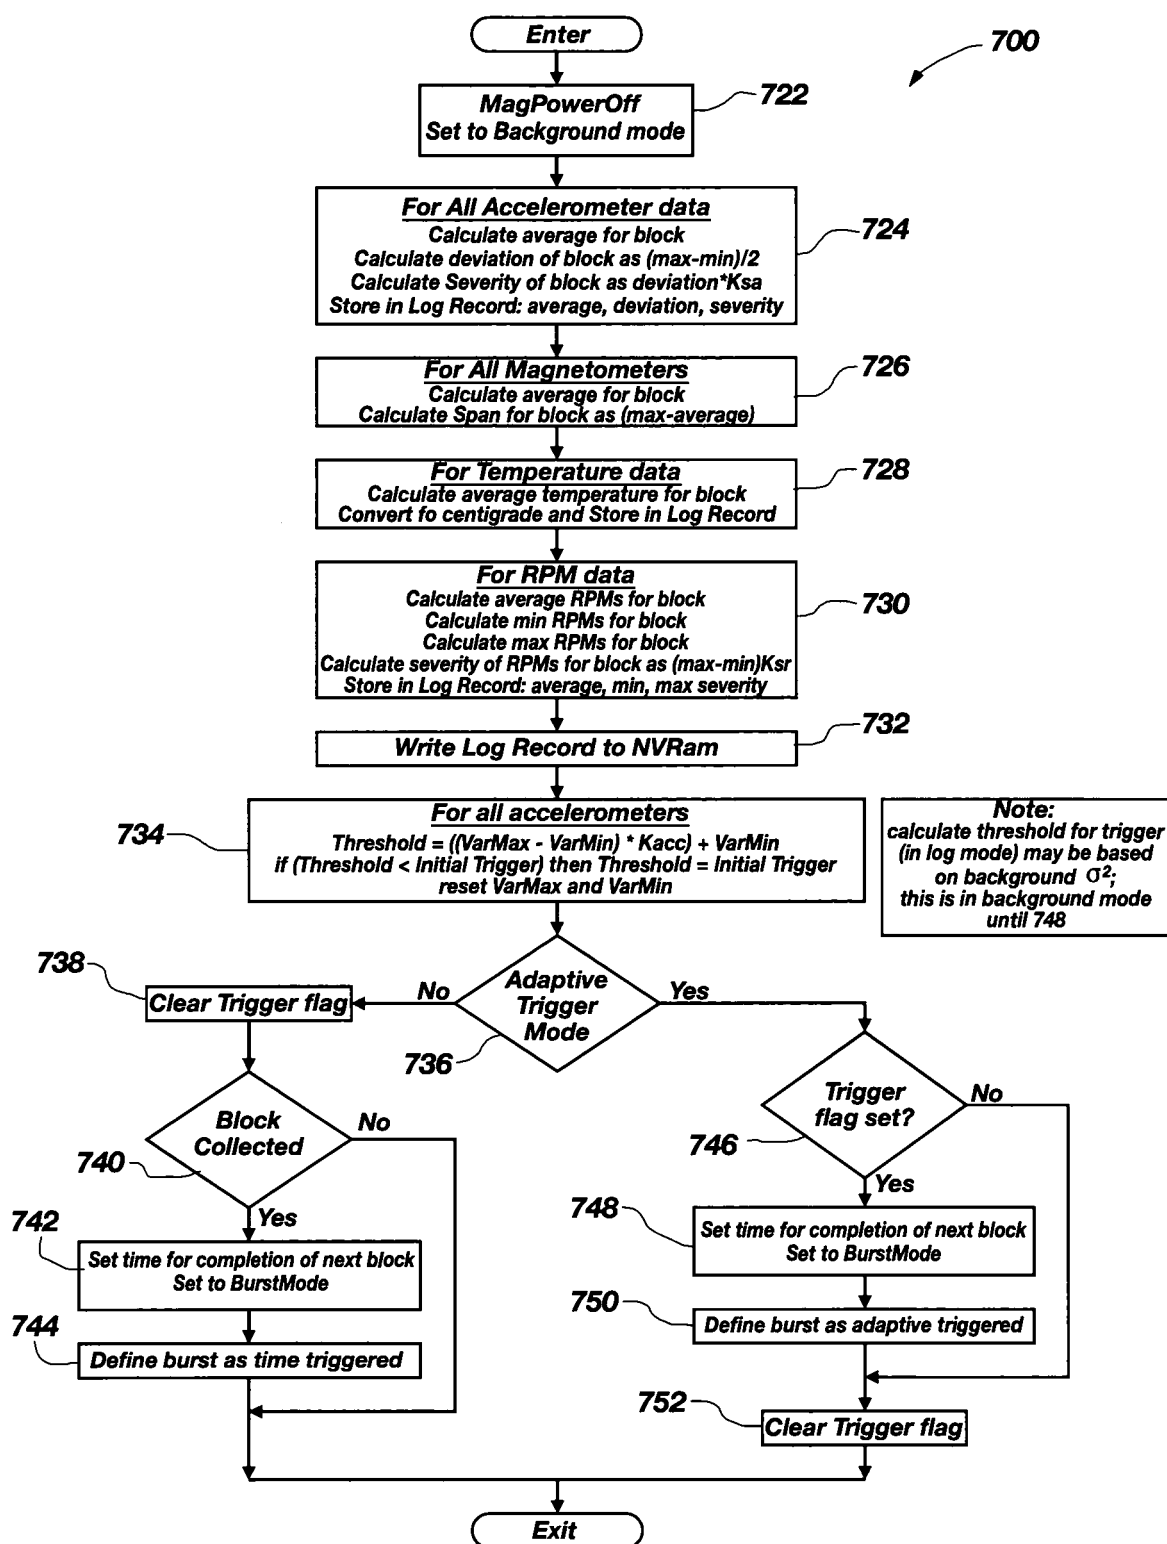 Enter
700
MagPowerOff
Set to Background mode
722
For All Accelerometer data
Calculate average for block
Calculate deviation of block as (max-min)/2
Calculate Severity of block as deviation*Ksa
Store in Log Record: average, deviation, severity
724
For All Magnetometers
Calculate average for block
Calculate Span for block as (max-average)
726
For Temperature data
Calculate average temperature for block
Convert fo centigrade and Store in Log Record
728
For RPM data
Calculate average RPMs for block
Calculate min RPMs for block
Calculate max RPMs for block
Calculate severity of RPMs for block as (max-min)Ksr
Store in Log Record: average, min, max severity
730
Write Log Record to NVRam
732
For all accelerometers
Threshold = ((VarMax - VarMin) * Kacc) + VarMin
if (Threshold < Initial Trigger) then Threshold = Initial Trigger
reset VarMax and VarMin
734
Note:
calculate threshold for trigger
(in log mode) may be based
on background σ²;
this is in background mode
until 748
Adaptive
Trigger
Mode
736
No
Yes
738
Clear Trigger flag
Block
Collected
740
No
Yes
742
Set time for completion of next block
Set to BurstMode
744
Define burst as time triggered
Trigger
flag set?
746
No
Yes
748
Set time for completion of next block
Set to BurstMode
750
Define burst as adaptive triggered
752
Clear Trigger flag
Exit